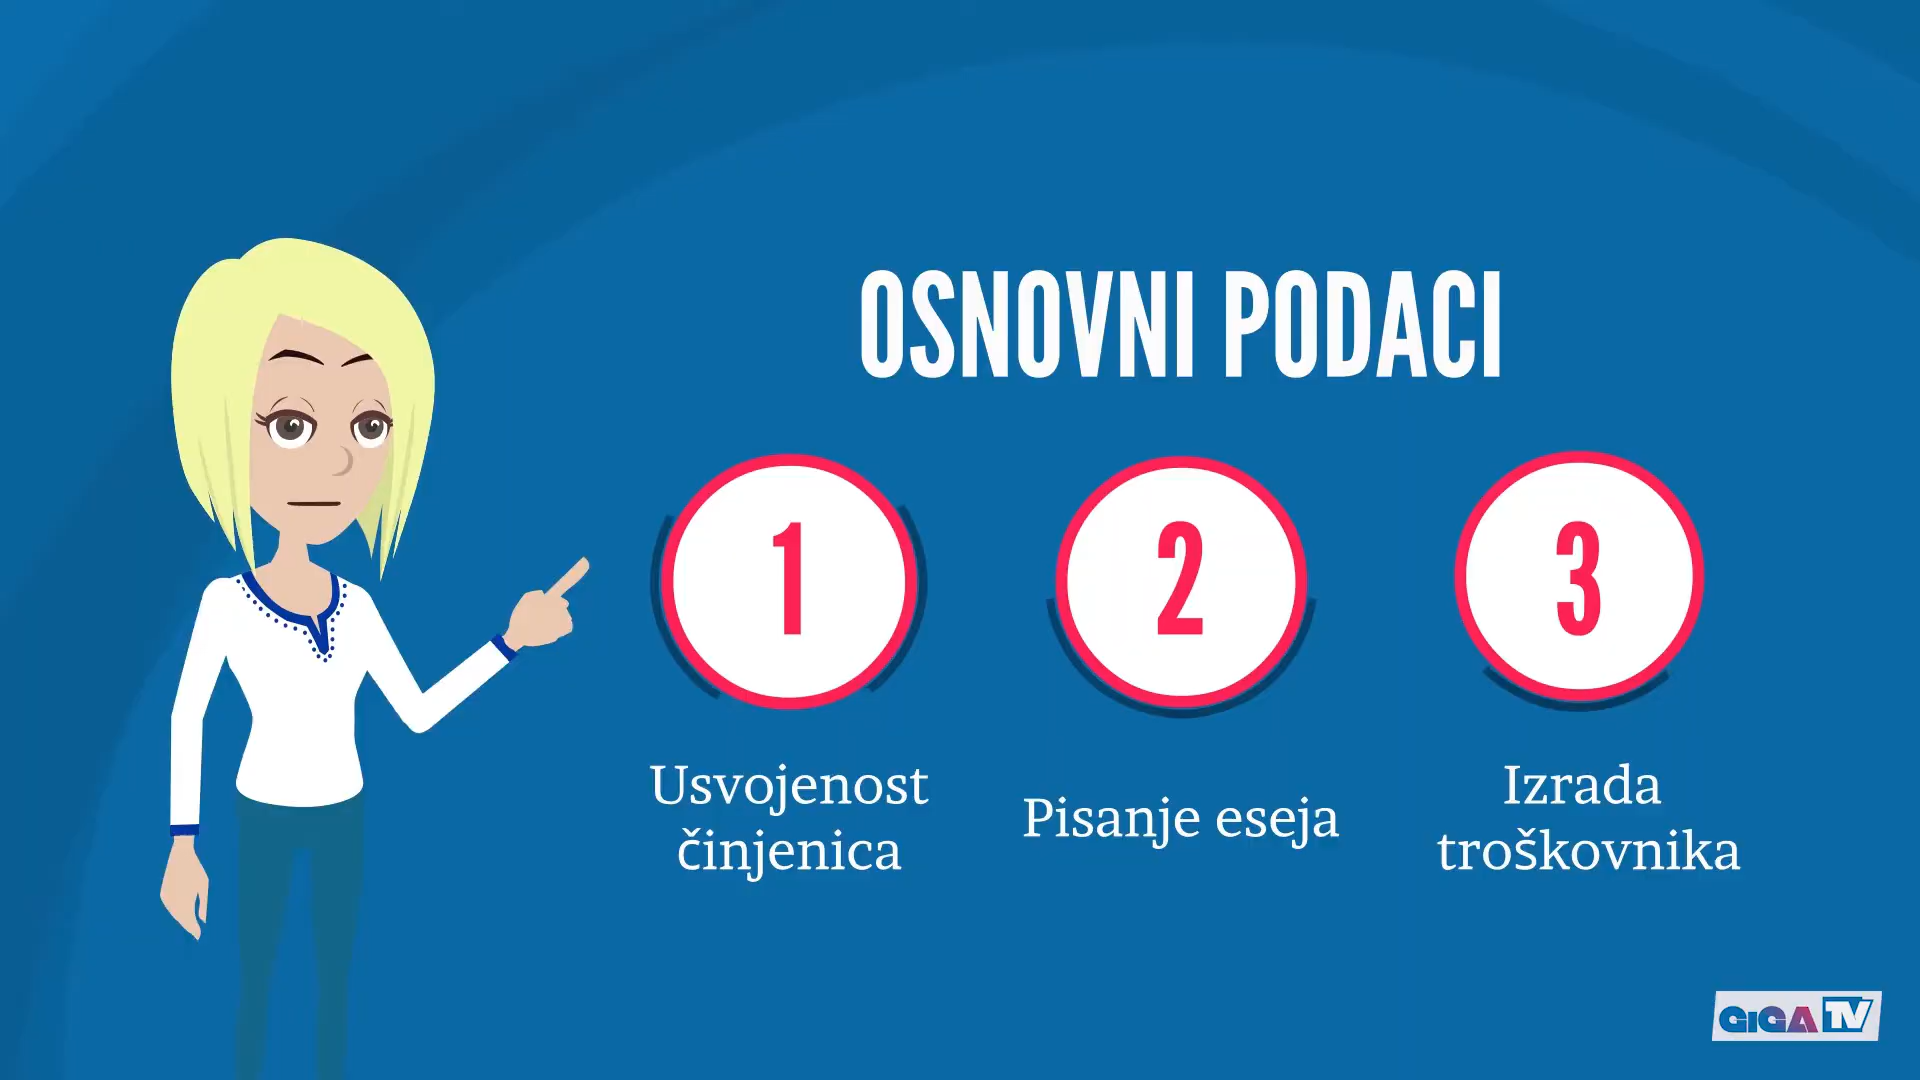 OSNOVNI PODACI
1
2
3
Usvojenost
činjenica
Pisanje eseja
Izrada
troškovnika
GiGA TV